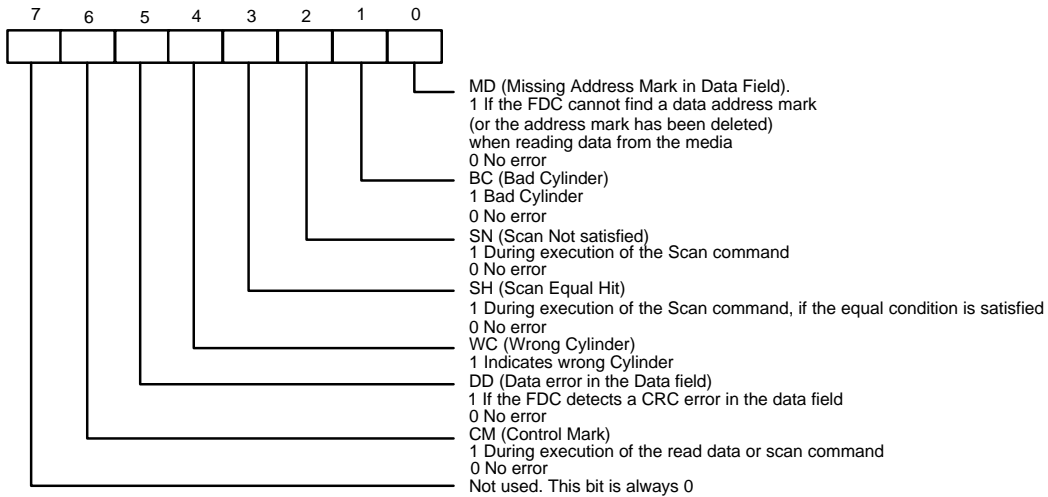 7 6 5 4 3 2 1 0
MD (Missing Address Mark in Data Field).
1 If the FDC cannot find a data address mark
(or the address mark has been deleted)
when reading data from the media
0 No error
BC (Bad Cylinder)
1 Bad Cylinder
0 No error
SN (Scan Not satisfied)
1 During execution of the Scan command
0 No error
SH (Scan Equal Hit)
1 During execution of the Scan command, if the equal condition is satisfied
0 No error
WC (Wrong Cylinder)
1 Indicates wrong Cylinder
DD (Data error in the Data field)
1 If the FDC detects a CRC error in the data field
0 No error
CM (Control Mark)
1 During execution of the read data or scan command
0 No error
Not used. This bit is always 0